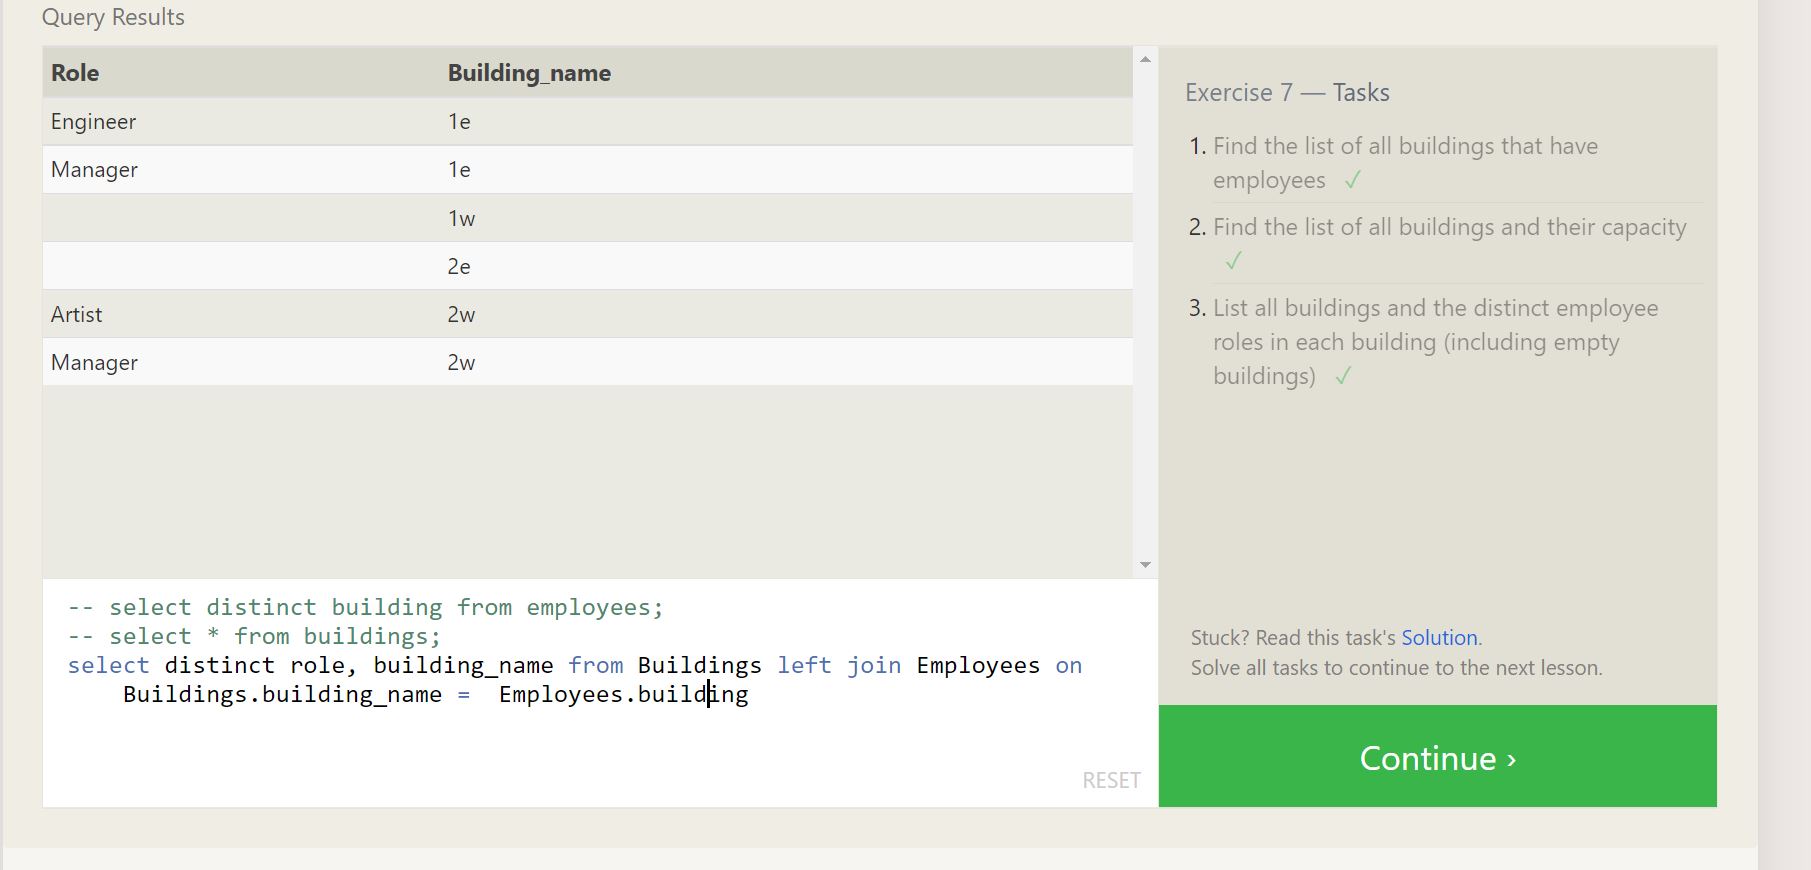 Query Results
Role Building_name
Engineer 1e
Manager 1e
1w
2e
Artist 2w
Manager 2w
-- select distinct building from employees;
-- select * from buildings;
select distinct role, building_name from Buildings left join Employees on
Buildings.building_name =  Employees.building
RESET
Exercise 7 — Tasks
1. Find the list of all buildings that have
employees ✓
2. Find the list of all buildings and their capacity
✓
3. List all buildings and the distinct employee
roles in each building (including empty
buildings) ✓
Stuck? Read this task's Solution.
Solve all tasks to continue to the next lesson.
Continue ›